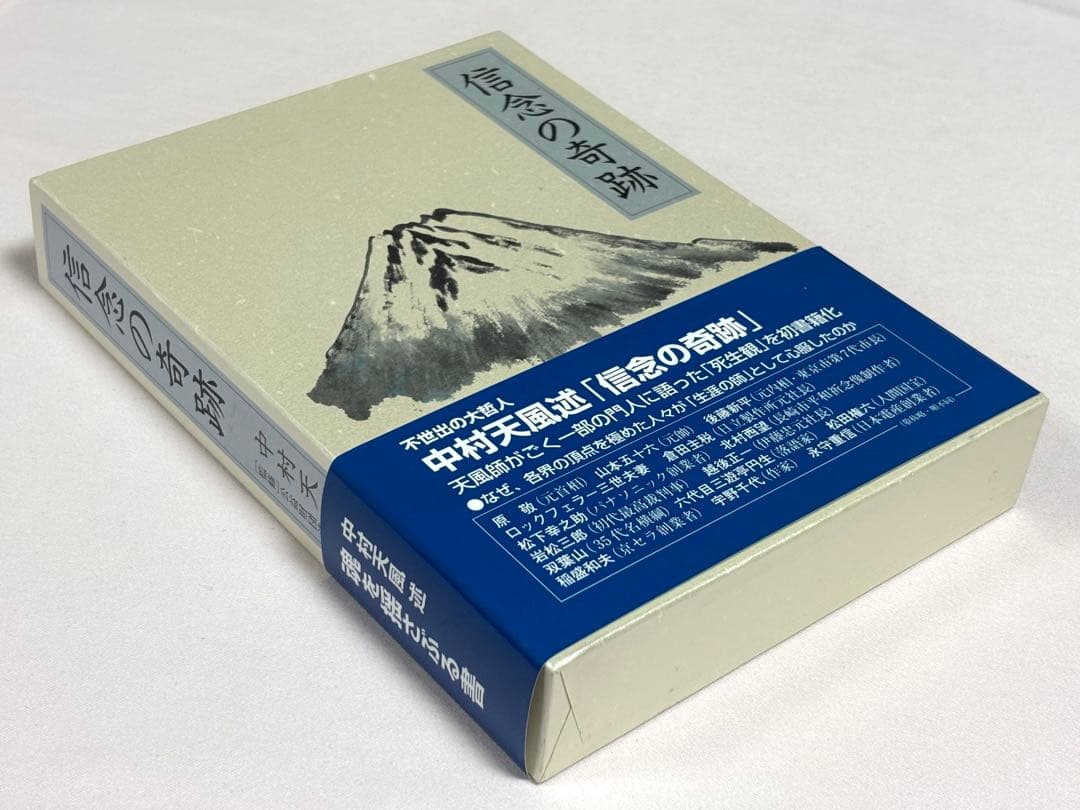 信念の奇跡
不世出の大哲人
中村天風述「信念の奇跡」
天風師がごく一部の門人に語った「死生観」を初書籍化
●なぜ、各界の頂点を極めた人々が「生涯の師」として心服したのか
原 敬(元首相) 山本五十六(元帥) 後藤新平(元内相・東京市第7代市長)
ロックフェラー三世夫妻 倉田主税(日立製作所元社長)
松下幸之助(パナソニック創業者) 北村西望(長崎市平和祈念像制作者)
岩松三郎(初代最高裁判事) 越後正一(伊藤忠元社長) 松田権六(人間国宝)
双葉山(35代名横綱) 六代目三遊亭円生(落語家) 永守重信(日本電産創業者)
稲盛和夫(京セラ創業者) 宇野千代(作家)
信念の奇跡
中村天
中村天風述
魂を揺さぶる書